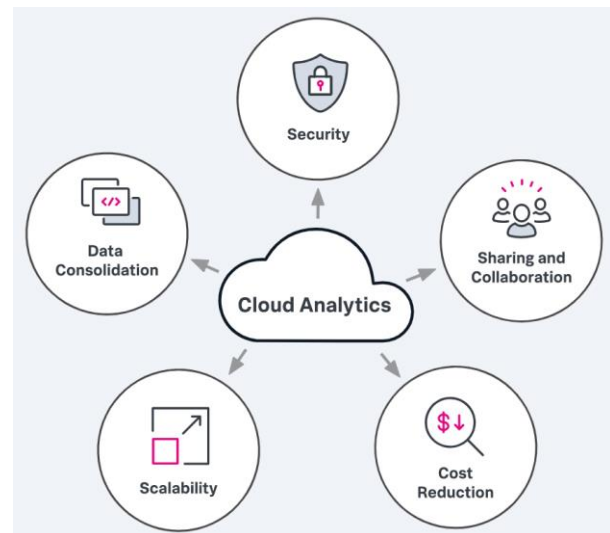 Security
Data
Consolidation
</>
Sharing and
Collaboration
Cloud Analytics
Scalability
$
Cost
Reduction